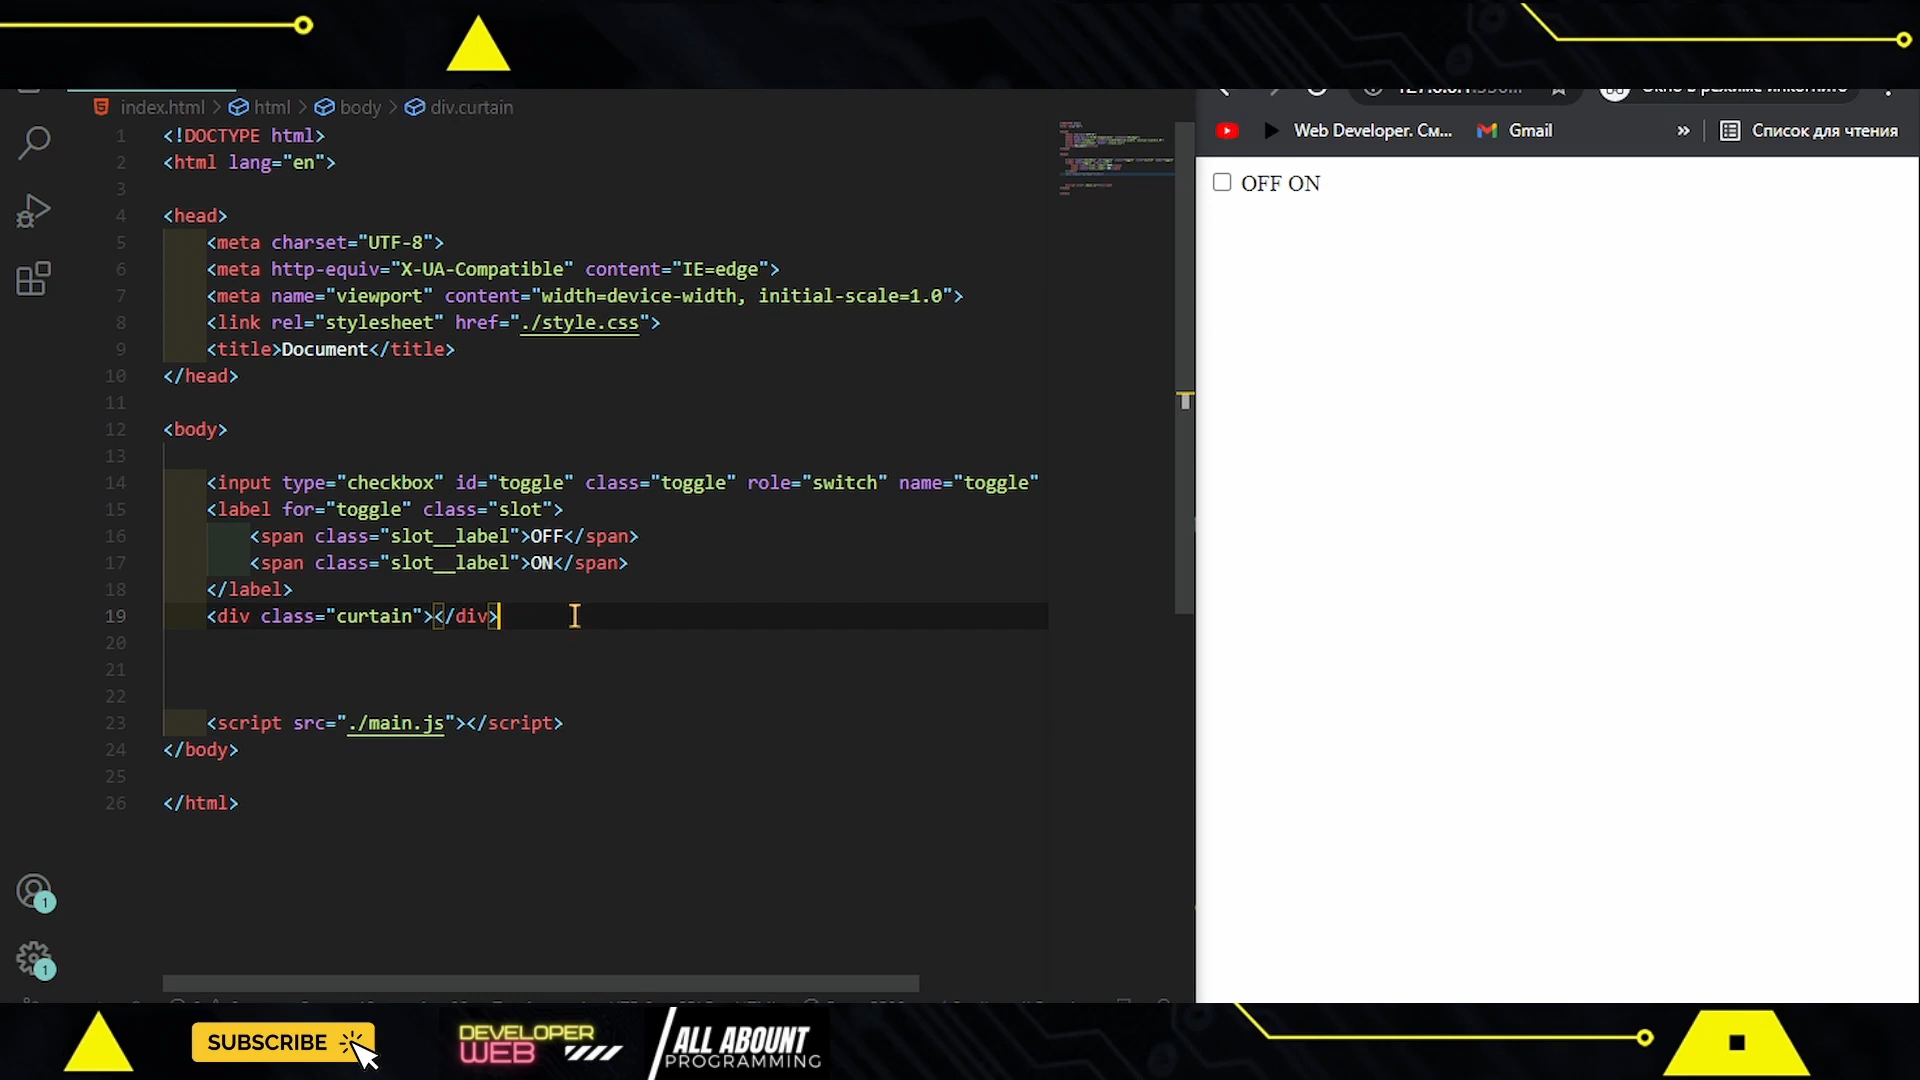 index.html > html > body > div.curtain
1 <!DOCTYPE html>
2 <html lang="en">
3
4 <head>
5 <meta charset="UTF-8">
6 <meta http-equiv="X-UA-Compatible" content="IE=edge">
7 <meta name="viewport" content="width=device-width, initial-scale=1.0">
8 <link rel="stylesheet" href="./style.css">
9 <title>Document</title>
10 </head>
11
12 <body>
13
14 <input type="checkbox" id="toggle" class="toggle" role="switch" name="toggle"
15 <label for="toggle" class="slot">
16 <span class="slot__label">OFF</span>
17 <span class="slot__label">ON</span>
18 </label>
19 <div class="curtain"></div>
20
21
22
23 <script src="./main.js"></script>
24 </body>
25
26 </html>
1
1
Web Developer. См... Gmail » Список для чтения
OFF ON
SUBSCRIBE
DEVELOPER
WEB
ALL ABOUNT
PROGRAMMING